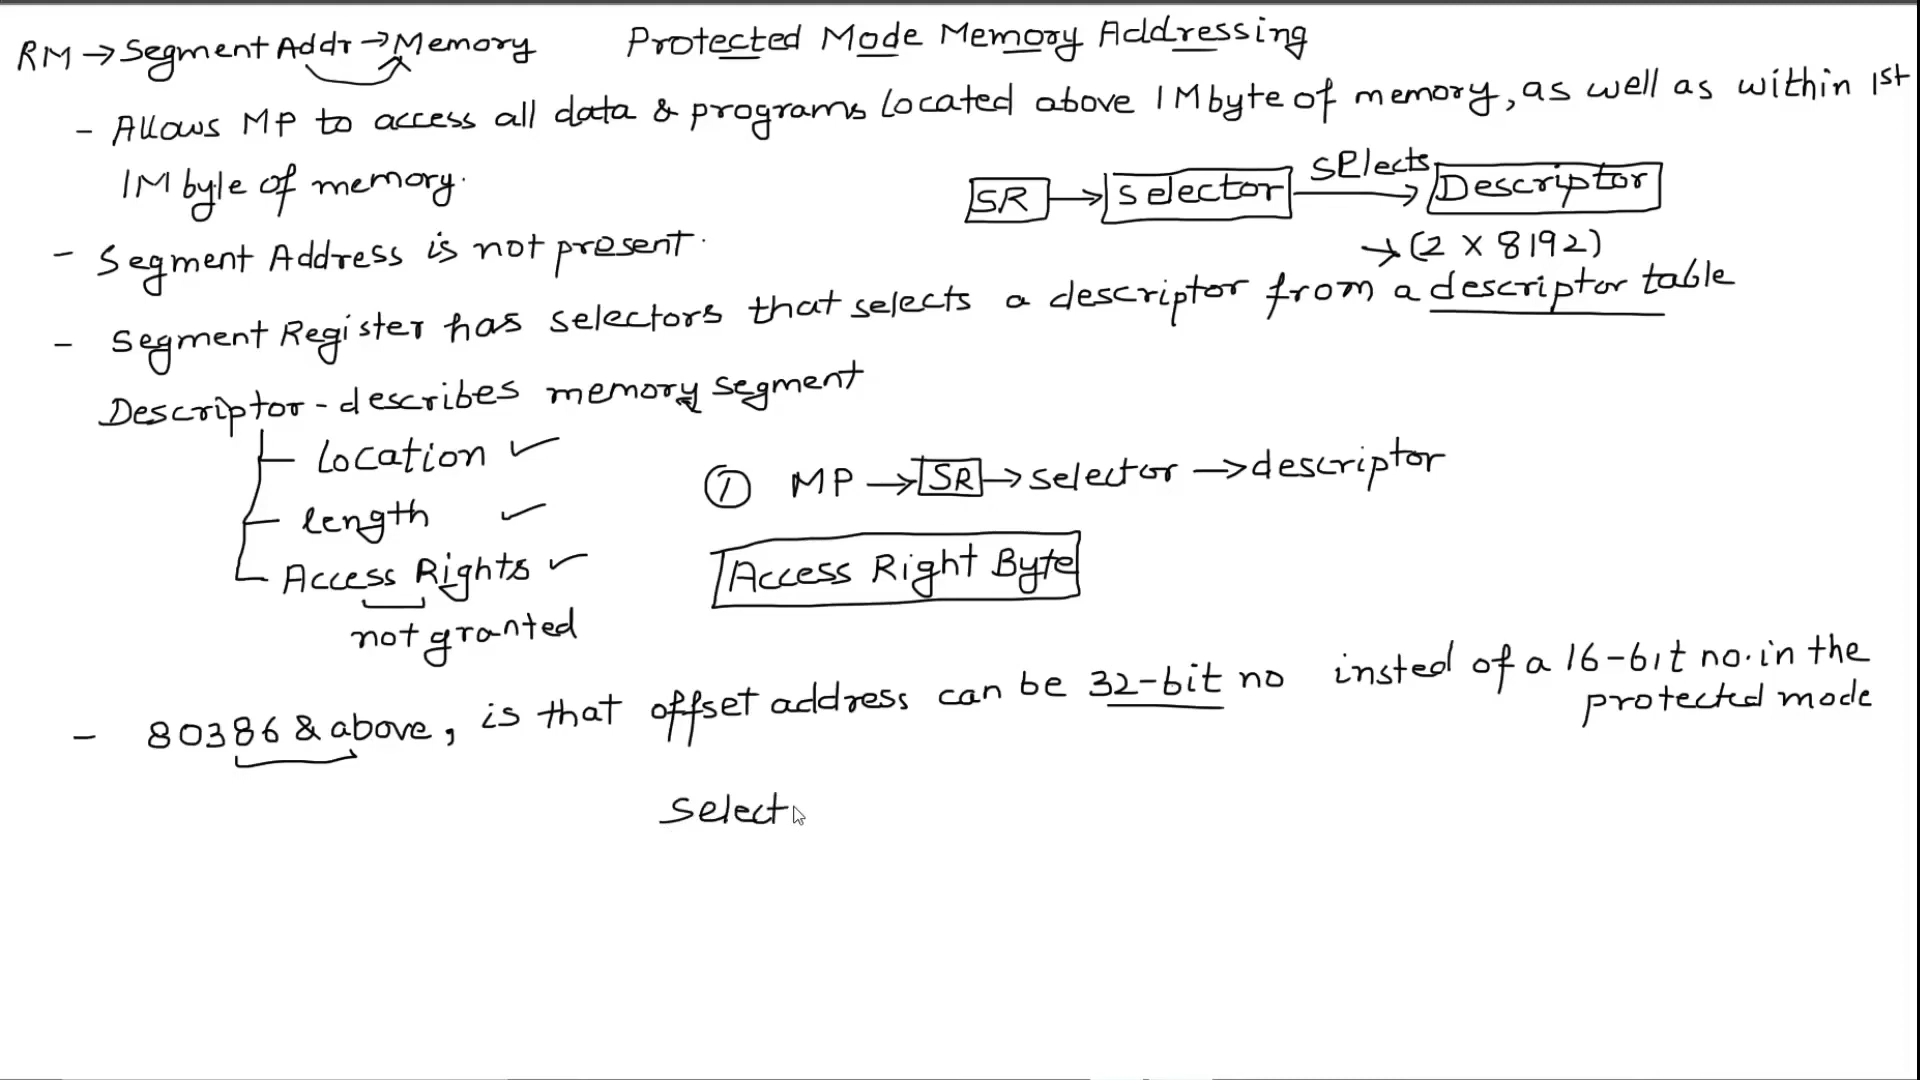 RM → Segment Addr → Memory
Protected Mode Memory Addressing
- Allows MP to access all data & programs Located above 1Mbyte of memory, as well as within 1st
1M byle of memory.
SR → selector selects → Descriptor
→ (2 X 8192)
- Segment Address is not present.
- Segment Register has selectors that selects a descriptor from a descriptor table
Descriptor - describes memory segment
Location ✓
length ✓
Access Rights ✓
not granted
① MP → SR → selector → descriptor
Access Right Byte
- 80386 & above, is that offset address can be 32-bit no insted of a 16-bit no. in the
protected mode
Select